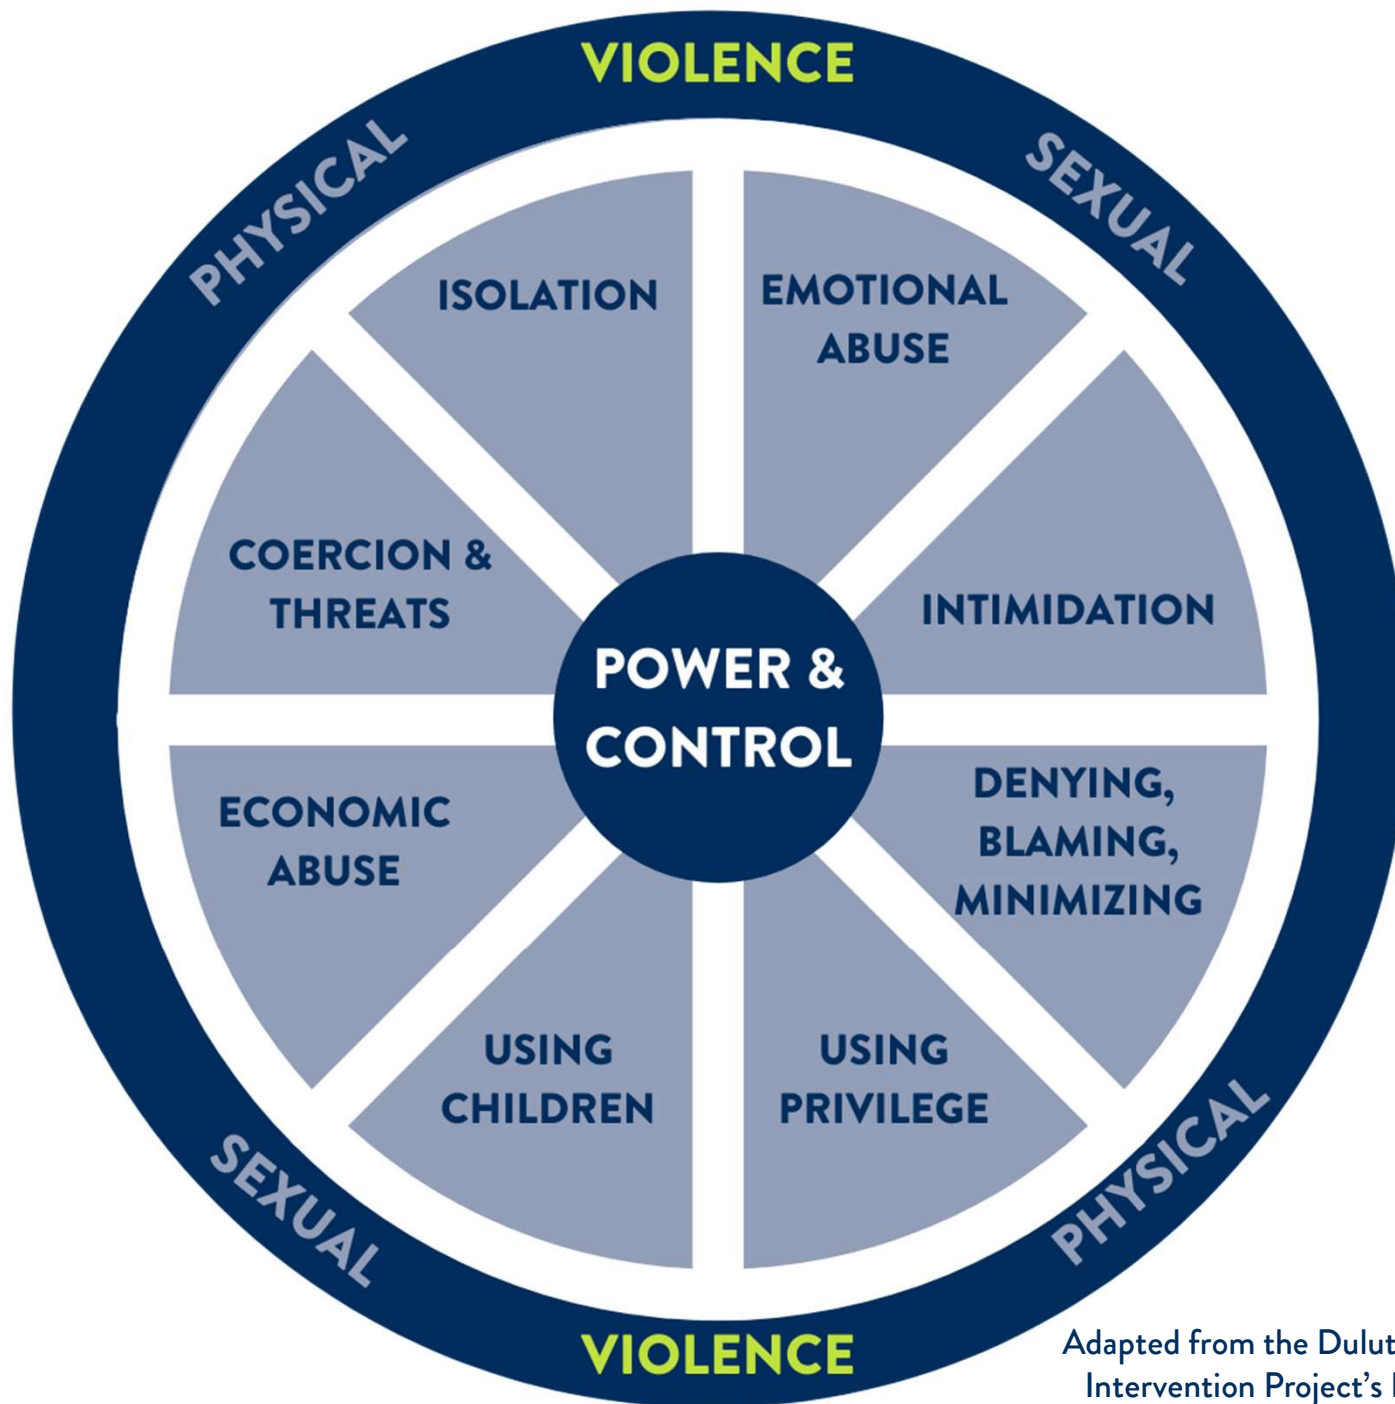 VIOLENCE
PHYSICAL
SEXUAL
ISOLATION
EMOTIONAL
ABUSE
COERCION &
THREATS
INTIMIDATION
POWER &
CONTROL
ECONOMIC
ABUSE
DENYING,
BLAMING,
MINIMIZING
USING
CHILDREN
USING
PRIVILEGE
SEXUAL
PHYSICAL
VIOLENCE
Adapted from the
Intervention Project's